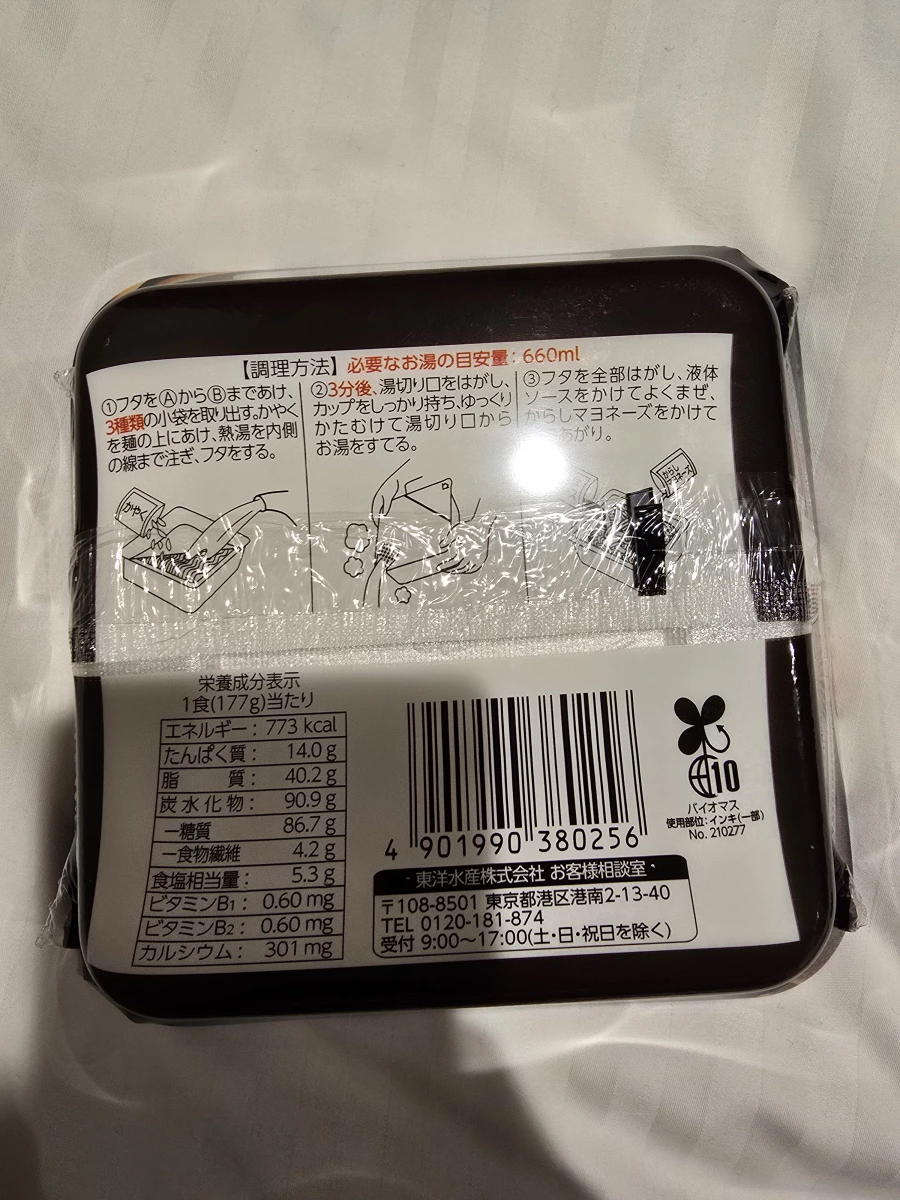 【調理方法】必要なお湯の目安量：660ml
①フタをⒶからⒷまであけ、
3種類の小袋を取り出す。かやく
を麺の上にあけ、熱湯を内側
の線まで注ぎ、フタをする。
②3分後、湯切り口をはがし、
カップをしっかり持ち、ゆっくり
かたむけて湯切り口から
お湯をすてる。
③フタを全部はがし、液体
ソースをかけてよくまぜ、
からしマヨネーズをかけて
あがり。
かやく
からし
栄養成分表示
1食(177g)当たり
エネルギー：773 kcal
たんぱく質：14.0 g
脂質：40.2 g
炭水化物：90.9 g
ー糖質 86.7 g
ー食物繊維 4.2 g
食塩相当量：5.3 g
ビタミンB1：0.60 mg
ビタミンB2：0.60 mg
カルシウム：301 mg
4 901990 380256
10
バイオマス
使用部位：インキ(一部)
No. 210277
東洋水産株式会社 お客様相談室
〒108-8501 東京都港区港南2-13-40
TEL 0120-181-874
受付 9:00～17:00(土・日・祝日を除く)